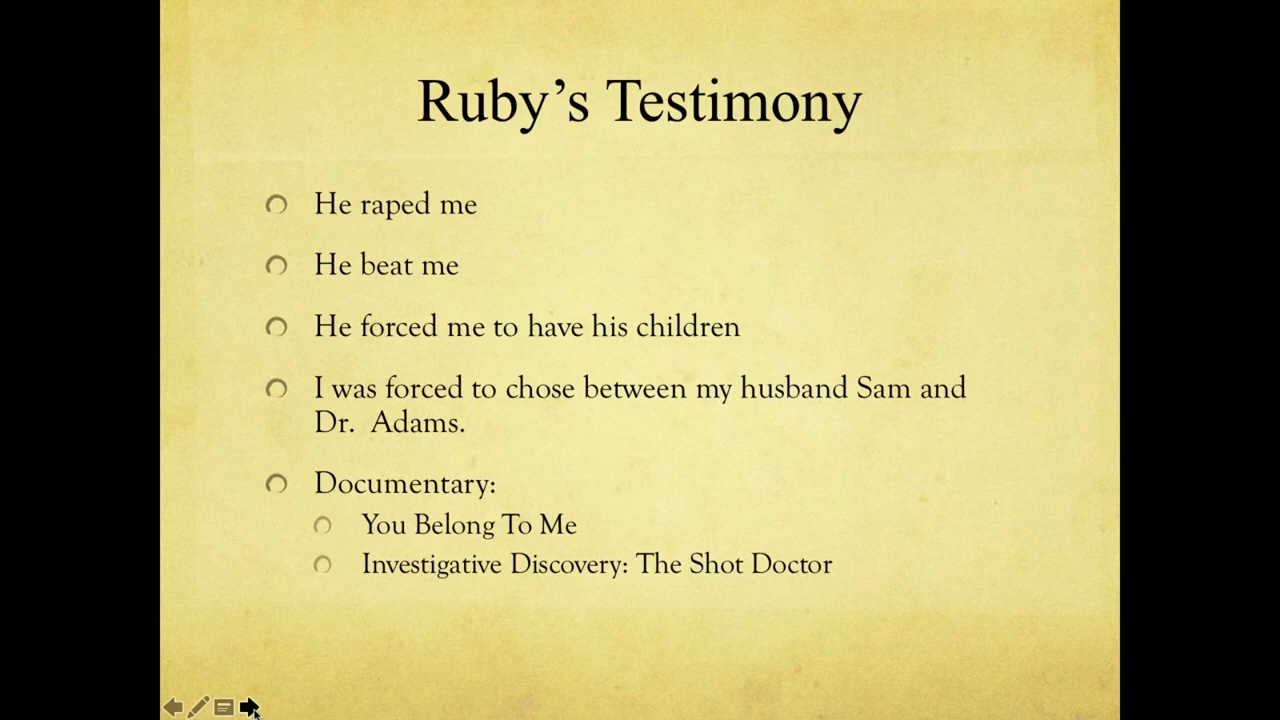 Ruby’s Testimony
He raped me
He beat me
He forced me to have his children
I was forced to chose between my husband Sam and
Dr.  Adams.
Documentary:
You Belong To Me
Investigative Discovery: The Shot Doctor